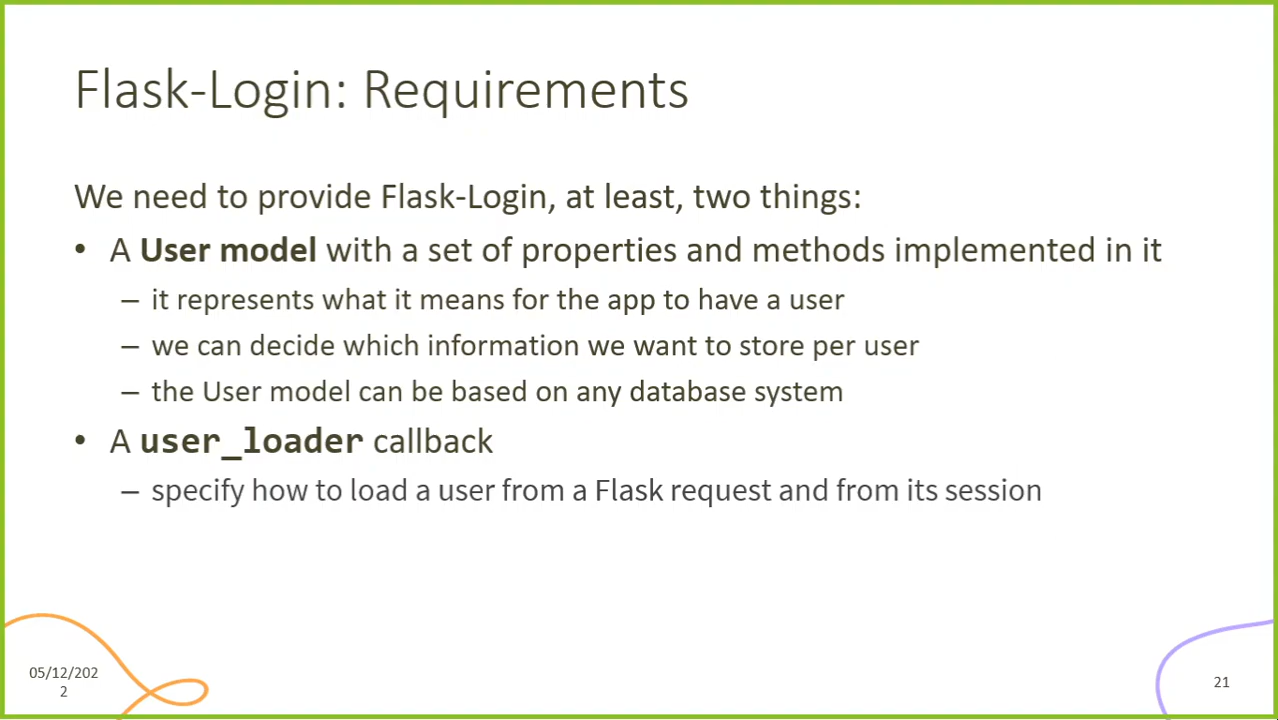 Flask-Login: Requirements
We need to provide Flask-Login, at least, two things:
• A User model with a set of properties and methods implemented in it
– it represents what it means for the app to have a user
– we can decide which information we want to store per user
– the User model can be based on any database system
• A user_loader callback
– specify how to load a user from a Flask request and from its session
05/12/202
2
21